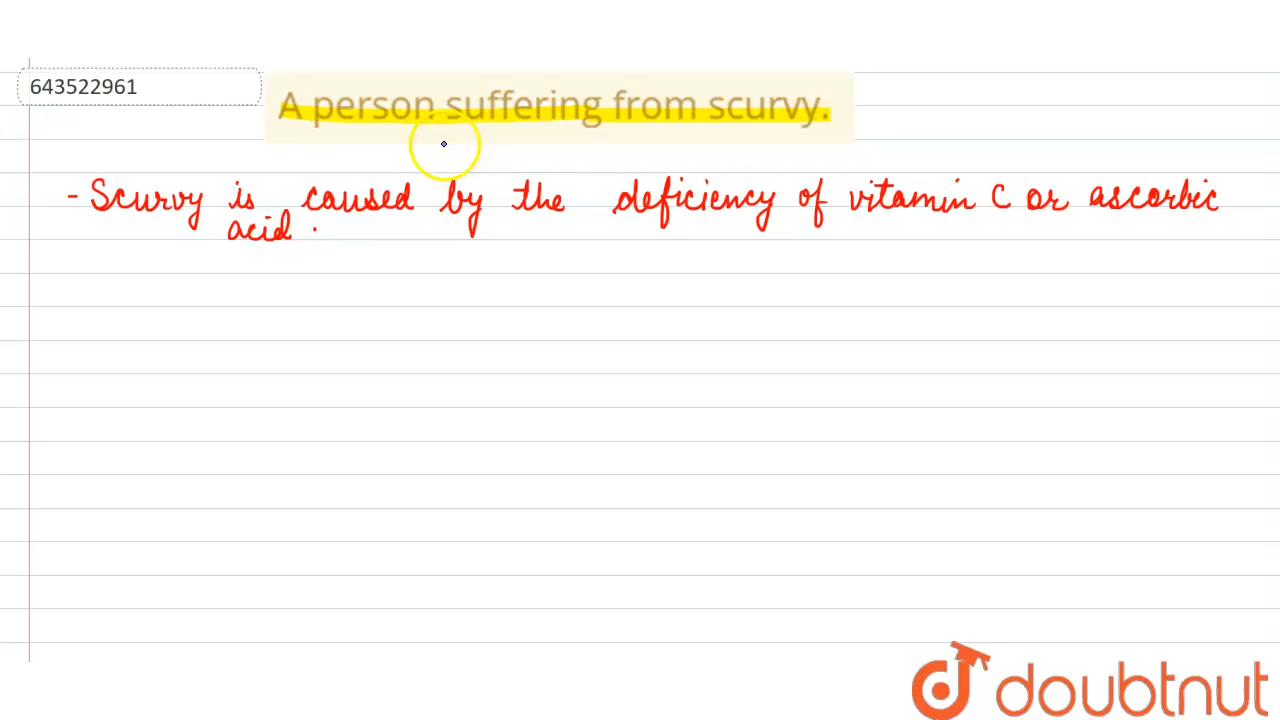 643522961
A person suffering from scurvy.
- Scurvy is caused by the deficiency of vitamin C or ascorbic
acid.
doubtnut